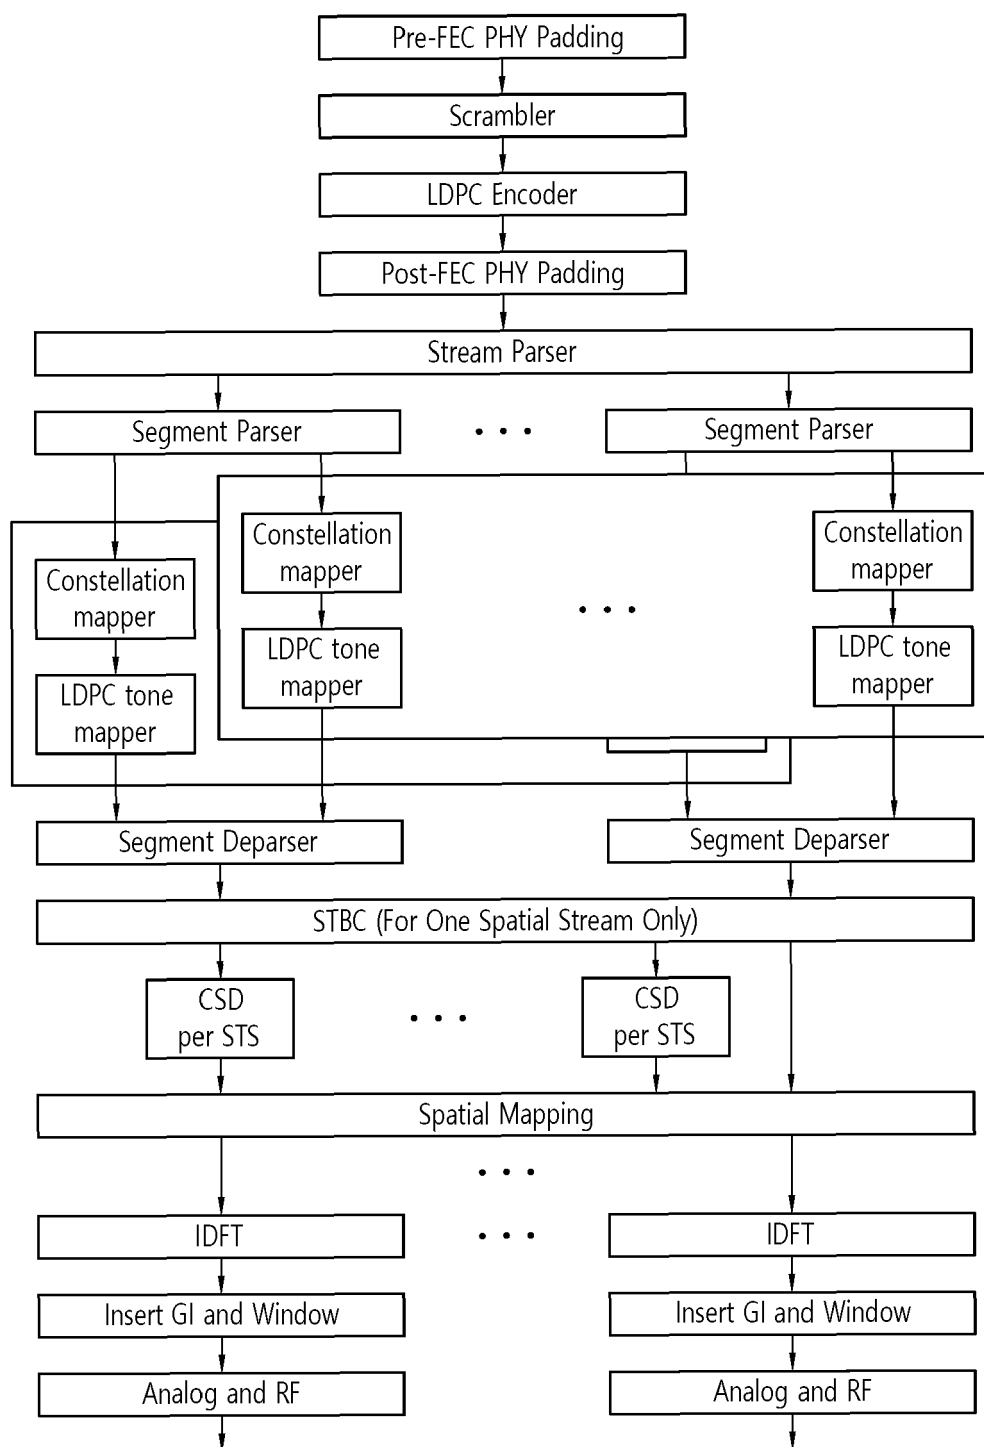 Pre-FEC PHY Padding
Scrambler
LDPC Encoder
Post-FEC PHY Padding
Stream Parser
Segment Parser
• • •
Segment Parser
Constellation
mapper
LDPC tone
mapper
Constellation
mapper
LDPC tone
mapper
• • •
Constellation
mapper
LDPC tone
mapper
Segment Deparser
Segment Deparser
STBC (For One Spatial Stream Only)
CSD
per STS
• • •
CSD
per STS
Spatial Mapping
• • •
IDFT
• • •
IDFT
Insert GI and Window
Insert GI and Window
Analog and RF
Analog and RF